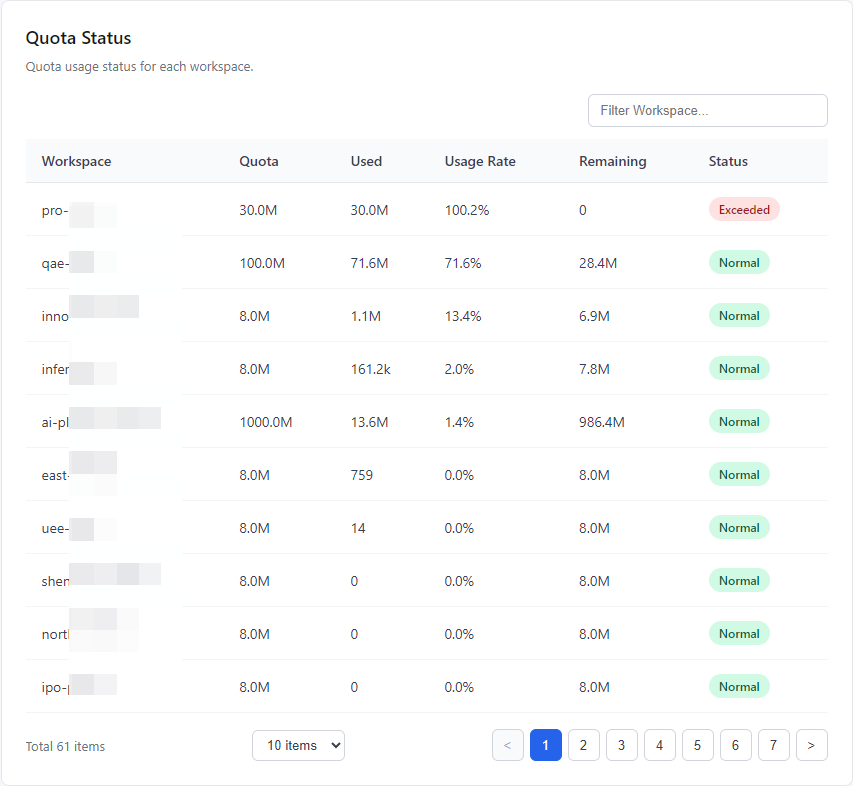 Quota Status
Quota usage status for each workspace.
Filter Workspace...
Workspace Quota Used Usage Rate Remaining Status
pro- 30.0M 30.0M 100.2% 0 Exceeded
qae- 100.0M 71.6M 71.6% 28.4M Normal
inno 8.0M 1.1M 13.4% 6.9M Normal
infer 8.0M 161.2k 2.0% 7.8M Normal
ai-pl 1000.0M 13.6M 1.4% 986.4M Normal
east- 8.0M 759 0.0% 8.0M Normal
uee- 8.0M 14 0.0% 8.0M Normal
shen 8.0M 0 0.0% 8.0M Normal
north 8.0M 0 0.0% 8.0M Normal
ipo- 8.0M 0 0.0% 8.0M Normal
Total 61 items 10 items < 1 2 3 4 5 6 7 >